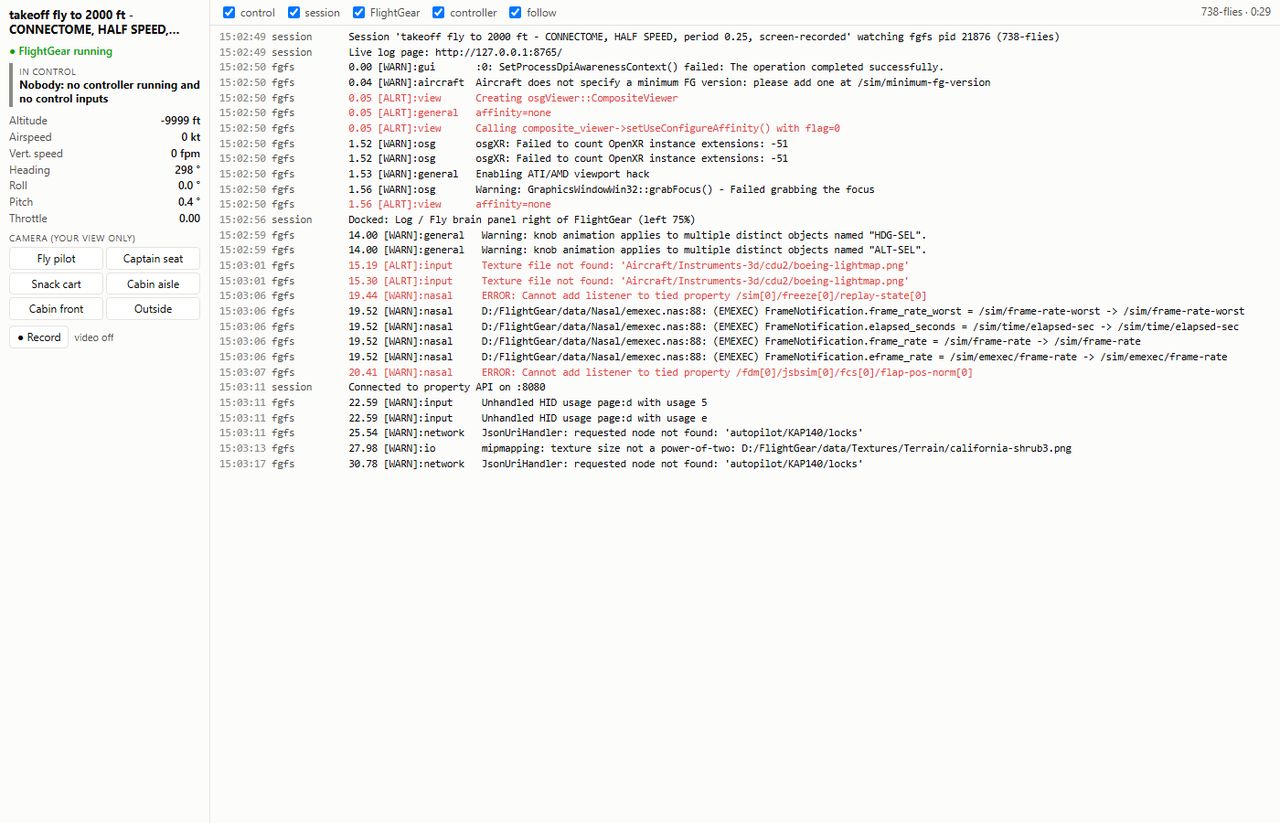 takeoff fly to 2000 ft -
CONNECTOME, HALF SPEED,...
● FlightGear running
IN CONTROL
Nobody: no controller running and
no control inputs
Altitude -9999 ft
Airspeed 0 kt
Vert. speed 0 fpm
Heading 298 °
Roll 0.0 °
Pitch 0.4 °
Throttle 0.00
CAMERA (YOUR VIEW ONLY)
Fly pilot Captain seat
Snack cart Cabin aisle
Cabin front Outside
● Record video off
control session FlightGear controller follow 738-flies · 0:29
15:02:49 session Session 'takeoff fly to 2000 ft - CONNECTOME, HALF SPEED, period 0.25, screen-recorded' watching fgfs pid 21876 (738-flies)
15:02:49 session Live log page: http://127.0.0.1:8765/
15:02:50 fgfs 0.00 [WARN]:gui :0: SetProcessDpiAwarenessContext() failed: The operation completed successfully.
15:02:50 fgfs 0.04 [WARN]:aircraft Aircraft does not specify a minimum FG version: please add one at /sim/minimum-fg-version
15:02:50 fgfs 0.05 [ALRT]:view Creating osgViewer::CompositeViewer
15:02:50 fgfs 0.05 [ALRT]:general affinity=none
15:02:50 fgfs 0.05 [ALRT]:view Calling composite_viewer->setUseConfigureAffinity() with flag=0
15:02:50 fgfs 1.52 [WARN]:osg osgXR: Failed to count OpenXR instance extensions: -51
15:02:50 fgfs 1.52 [WARN]:osg osgXR: Failed to count OpenXR instance extensions: -51
15:02:50 fgfs 1.53 [WARN]:general Enabling ATI/AMD viewport hack
15:02:50 fgfs 1.56 [WARN]:osg Warning: GraphicsWindowWin32::grabFocus() - Failed grabbing the focus
15:02:50 fgfs 1.56 [ALRT]:view affinity=none
15:02:56 session Docked: Log / Fly brain panel right of FlightGear (left 75%)
15:02:59 fgfs 14.00 [WARN]:general Warning: knob animation applies to multiple distinct objects named "HDG-SEL".
15:02:59 fgfs 14.00 [WARN]:general Warning: knob animation applies to multiple distinct objects named "ALT-SEL".
15:03:01 fgfs 15.19 [ALRT]:input Texture file not found: 'Aircraft/Instruments-3d/cdu2/boeing-lightmap.png'
15:03:01 fgfs 15.30 [ALRT]:input Texture file not found: 'Aircraft/Instruments-3d/cdu2/boeing-lightmap.png'
15:03:06 fgfs 19.44 [WARN]:nasal ERROR: Cannot add listener to tied property /sim[0]/freeze[0]/replay-state[0]
15:03:06 fgfs 19.52 [WARN]:nasal D:/FlightGear/data/Nasal/emexec.nas:88: (EMEXEC) FrameNotification.frame_rate_worst = /sim/frame-rate-worst -> /sim/frame-rate-worst
15:03:06 fgfs 19.52 [WARN]:nasal D:/FlightGear/data/Nasal/emexec.nas:88: (EMEXEC) FrameNotification.elapsed_seconds = /sim/time/elapsed-sec -> /sim/time/elapsed-sec
15:03:06 fgfs 19.52 [WARN]:nasal D:/FlightGear/data/Nasal/emexec.nas:88: (EMEXEC) FrameNotification.frame_rate = /sim/frame-rate -> /sim/frame-rate
15:03:06 fgfs 19.52 [WARN]:nasal D:/FlightGear/data/Nasal/emexec.nas:88: (EMEXEC) FrameNotification.eframe_rate = /sim/emexec/frame-rate -> /sim/emexec/frame-rate
15:03:07 fgfs 20.41 [WARN]:nasal ERROR: Cannot add listener to tied property /fdm[0]/jsbsim[0]/fcs[0]/flap-pos-norm[0]
15:03:11 session Connected to property API on :8080
15:03:11 fgfs 22.59 [WARN]:input Unhandled HID usage page:d with usage 5
15:03:11 fgfs 22.59 [WARN]:input Unhandled HID usage page:d with usage e
15:03:11 fgfs 25.54 [WARN]:network JsonUriHandler: requested node not found: 'autopilot/KAP140/locks'
15:03:13 fgfs 27.98 [WARN]:io mipmapping: texture size not a power-of-two: D:/FlightGear/data/Textures/Terrain/california-shrub3.png
15:03:17 fgfs 30.78 [WARN]:network JsonUriHandler: requested node not found: 'autopilot/KAP140/locks'